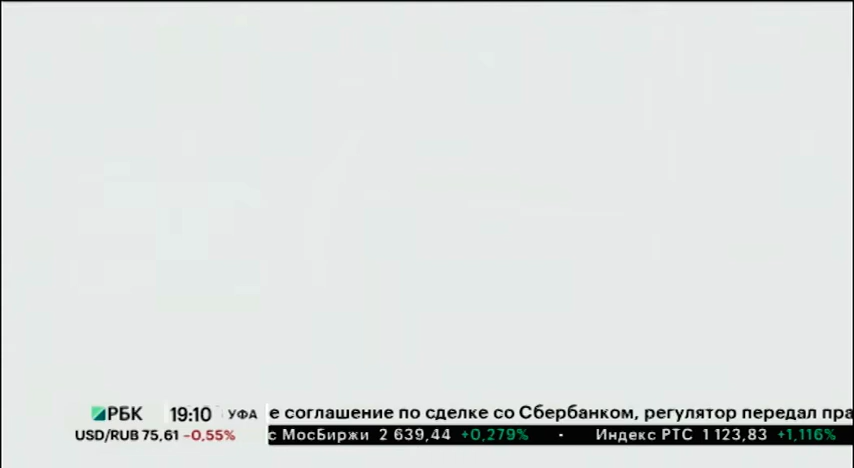 РБК 19:10 УФА е соглашение по сделке со Сбербанком, регулятор передал пра
USD/RUB 75,61 –0,55% с МосБиржи 2 639,44 +0,279% · Индекс РТС 1 123,83 +1,116%